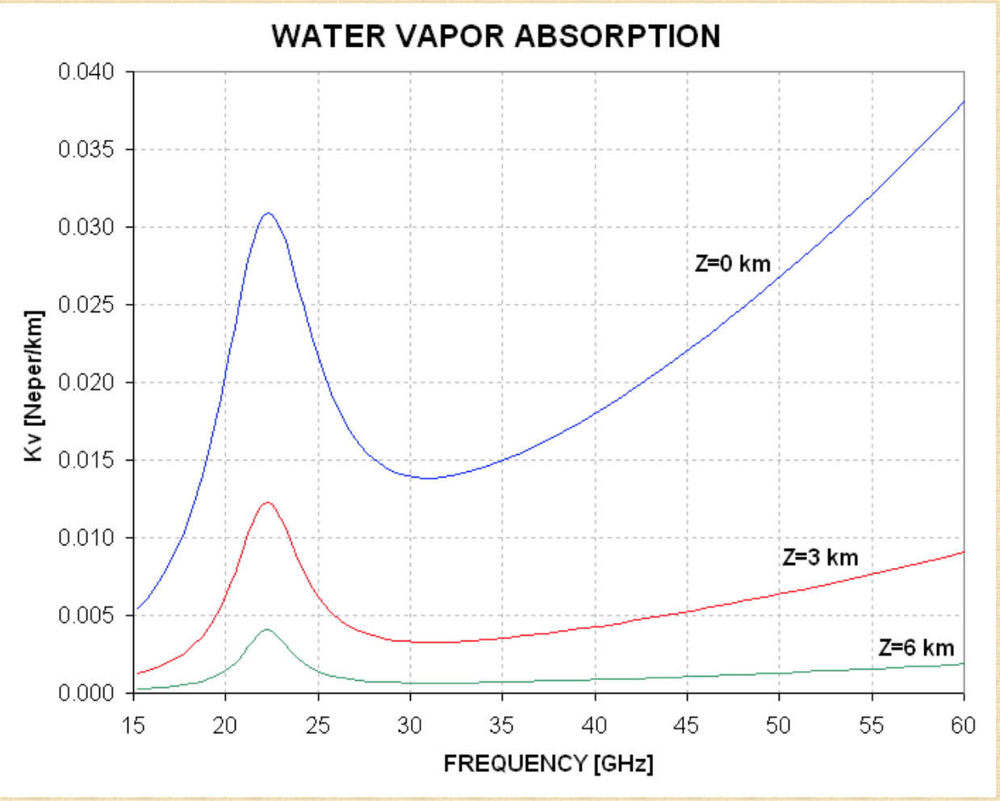 WATER VAPOR ABSORPTION
0.040
0.035
0.030
0.025
0.020
0.015
0.010
0.005
0.000
Kv [Neper/km]
Z=0 km
Z=3 km
Z=6 km
15 20 25 30 35 40 45 50 55 60
FREQUENCY [GHz]